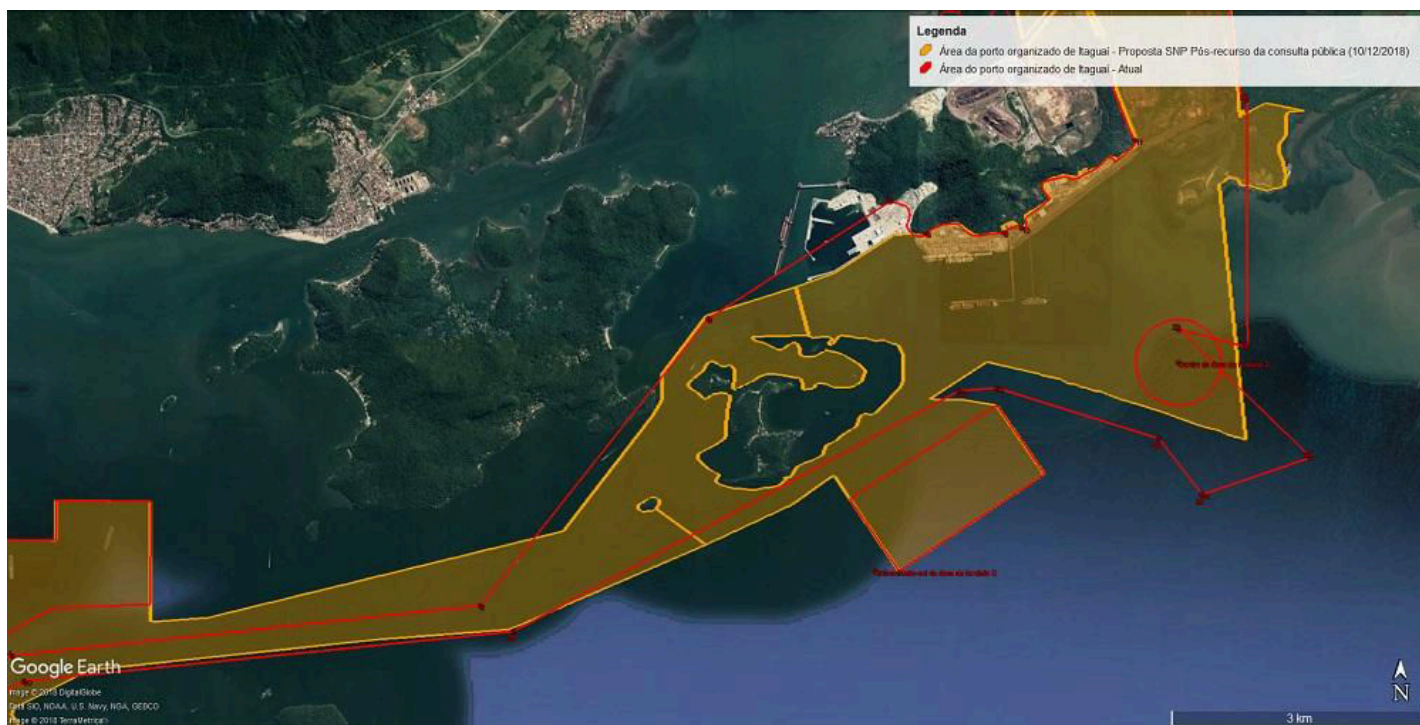 Legenda
Área da porto organizado de Itaguaí - Proposta SNP Pós-recurso da consulta pública (10/12/2018)
Área do porto organizado de Itaguaí - Atual
Google Earth
Image © 2018 DigitalGlobe
Data SIO, NOAA, U.S. Navy, NGA, GEBCO
Image © 2018 TerraMetrics
N
3 km